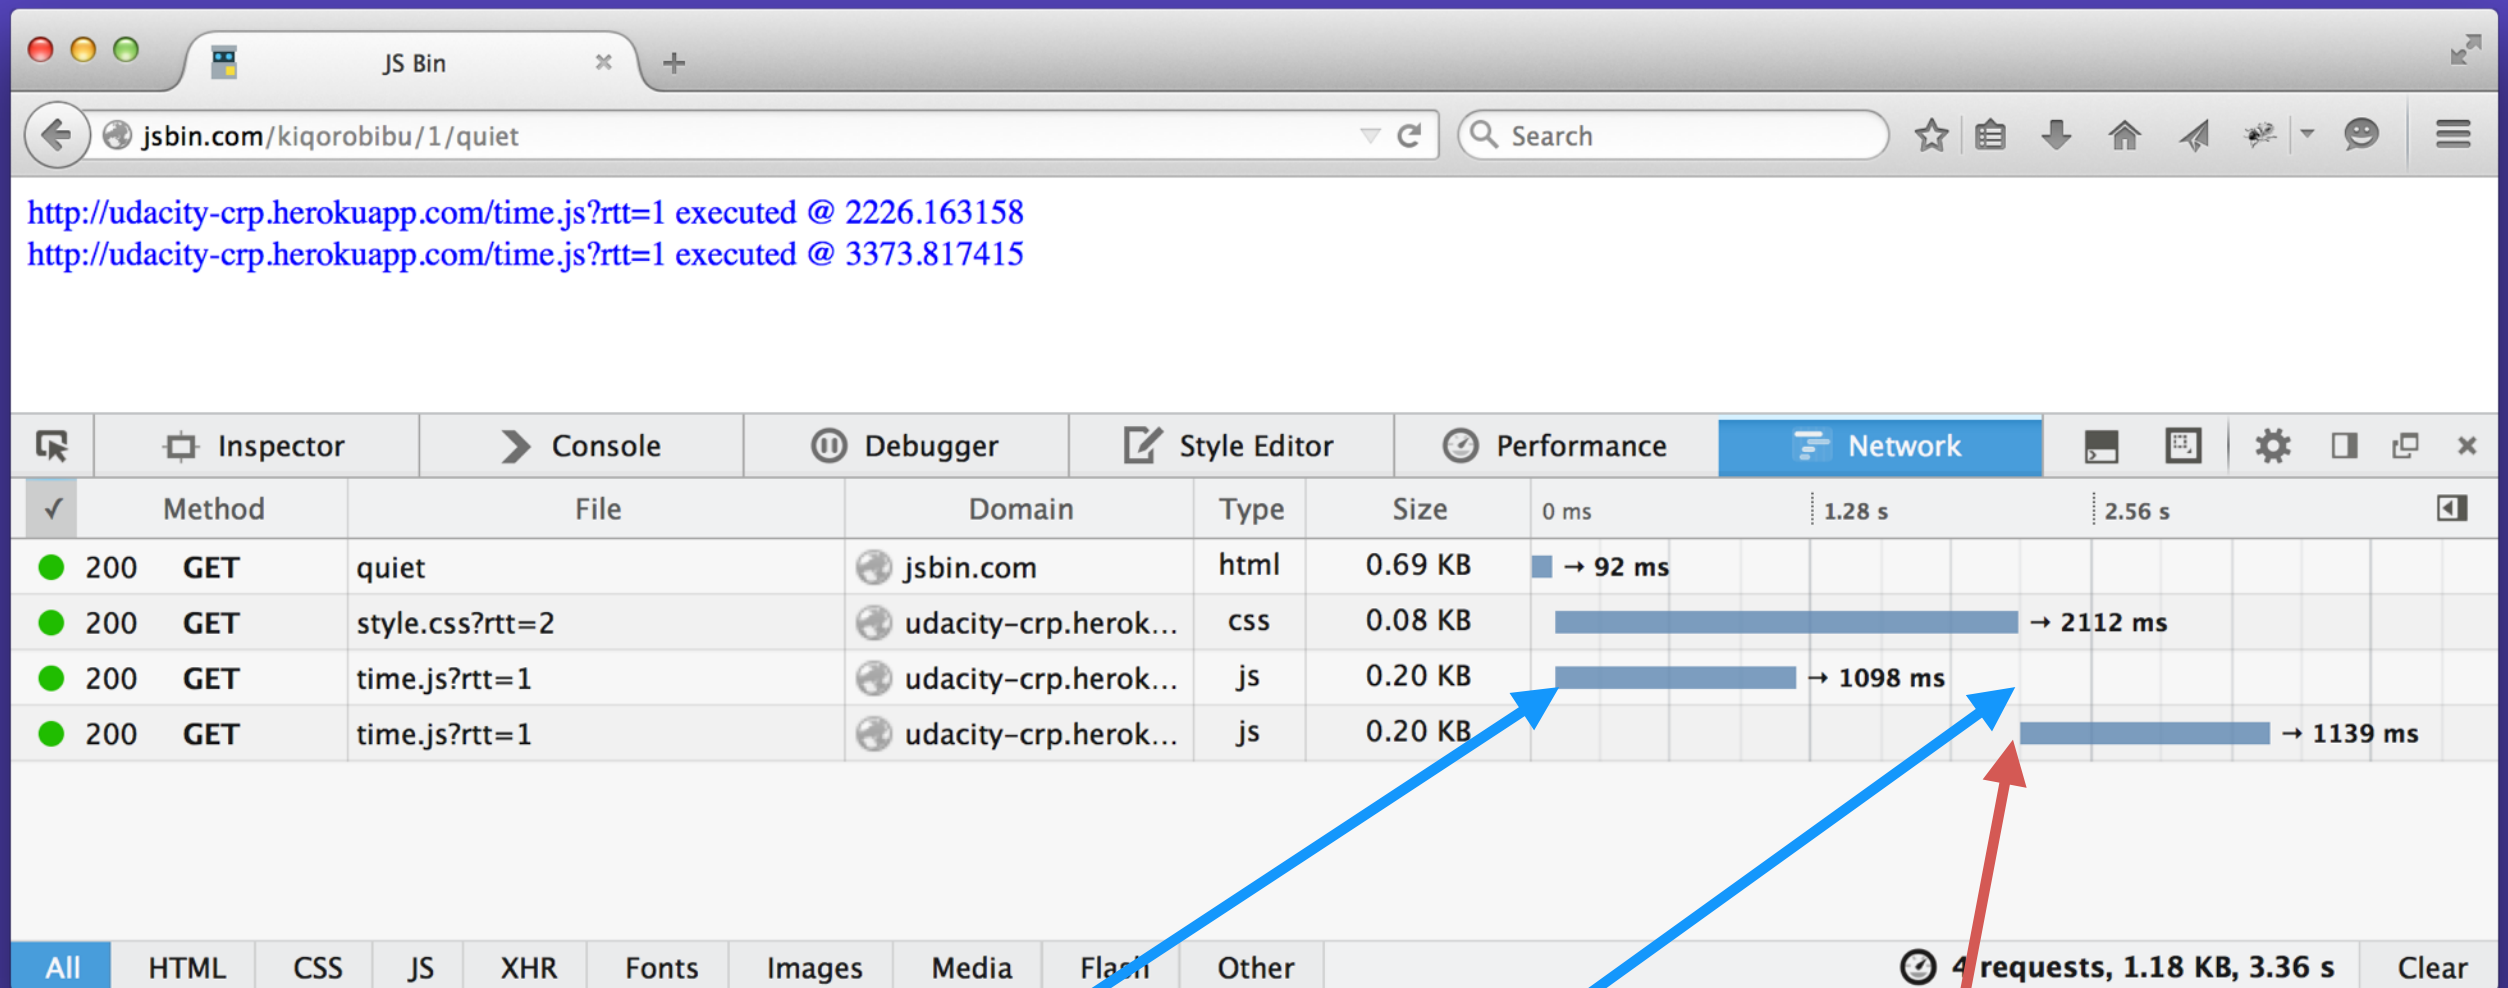 JS Bin
jsbin.com/kiqorobibu/1/quiet
Search
http://udacity-crp.herokuapp.com/time.js?rtt=1 executed @ 2226.163158
http://udacity-crp.herokuapp.com/time.js?rtt=1 executed @ 3373.817415
Inspector Console Debugger Style Editor Performance Network
✓ Method File Domain Type Size 0 ms 1.28 s 2.56 s
200 GET quiet jsbin.com html 0.69 KB → 92 ms
200 GET style.css?rtt=2 udacity-crp.herok... css 0.08 KB → 2112 ms
200 GET time.js?rtt=1 udacity-crp.herok... js 0.20 KB → 1098 ms
200 GET time.js?rtt=1 udacity-crp.herok... js 0.20 KB → 1139 ms
All HTML CSS JS XHR Fonts Images Media Flash Other 4 requests, 1.18 KB, 3.36 s Clear